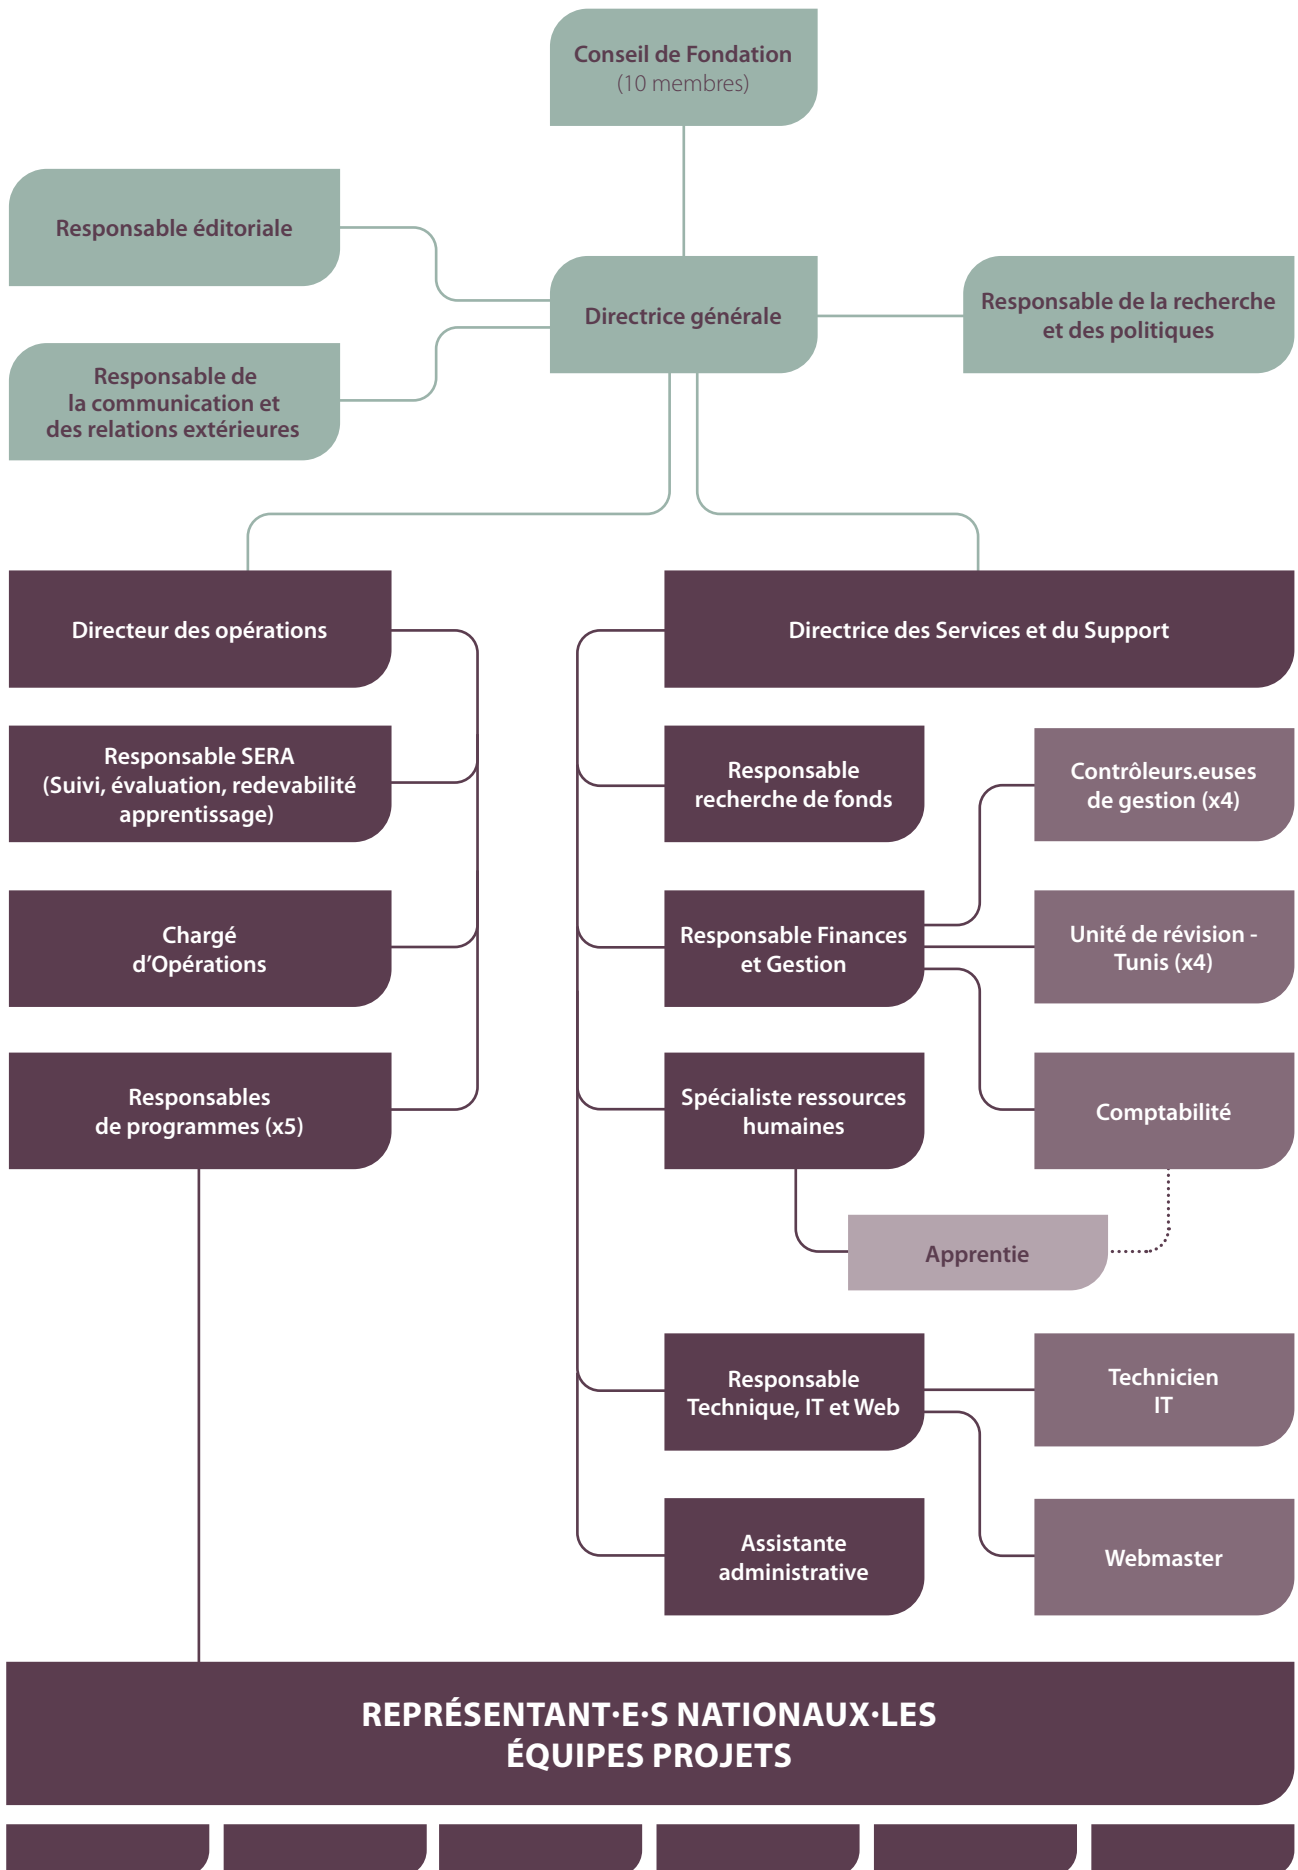 Conseil de Fondation
(10 membres)
Responsable éditoriale
Directrice générale
Responsable de la recherche
et des politiques
Responsable de
la communication et
des relations extérieures
Directeur des opérations
Directrice des Services et du Support
Responsable SERA
(Suivi, évaluation, redevabilité
apprentissage)
Responsable
recherche de fonds
Contrôleurs.euses
de gestion (x4)
Chargé
d’Opérations
Responsable Finances
et Gestion
Unité de révision -
Tunis (x4)
Responsables
de programmes (x5)
Spécialiste ressources
humaines
Comptabilité
Apprentie
Responsable
Technique, IT et Web
Technicien
IT
Assistante
administrative
Webmaster
REPRÉSENTANT·E·S NATIONAUX·LES
ÉQUIPES PROJETS